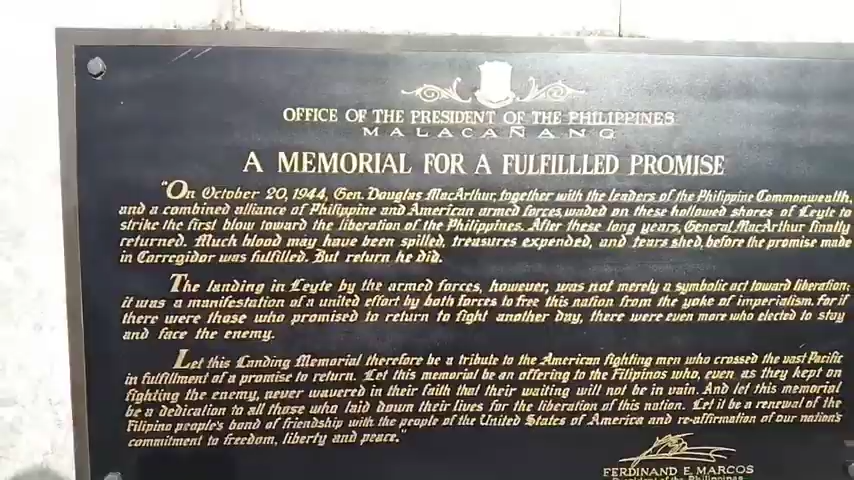 OFFICE OF THE PRESIDENT OF THE PHILIPPINES
MALACAÑANG
A MEMORIAL FOR A FULFILLED PROMISE
"On October 20, 1944, Gen. Douglas MacArthur, together with the leaders of the Philippine Commonwealth,
and a combined alliance of Philippine and American armed forces, waded on these hollowed shores of Leyte to
strike the first blow toward the liberation of the Philippines. After these long years, General MacArthur finally
returned. Much blood may have been spilled, treasures expended, and tears shed, before the promise made
in Corregidor was fulfilled. But return he did.
The landing in Leyte by the armed forces, however, was not merely a symbolic act toward liberation;
it was a manifestation of a united effort by both forces to free this nation from the yoke of imperialism. For if
there were those who promised to return to fight another day, there were even more who elected to stay
and face the enemy.
Let this Landing Memorial therefore be a tribute to the American fighting men who crossed the vast Pacific
in fulfillment of a promise to return. Let this memorial be an offering to the Filipinos who, even as they kept on
fighting the enemy, never wavered in their faith that their waiting will not be in vain. And let this memorial
be a dedication to all those who laid down their lives for the liberation of this nation. Let it be a renewal of the
Filipino people's bond of friendship with the people of the United States of America and re-affirmation of our nation's
commitment to freedom, liberty and peace."
FERDINAND E. MARCOS
President of the Philippines